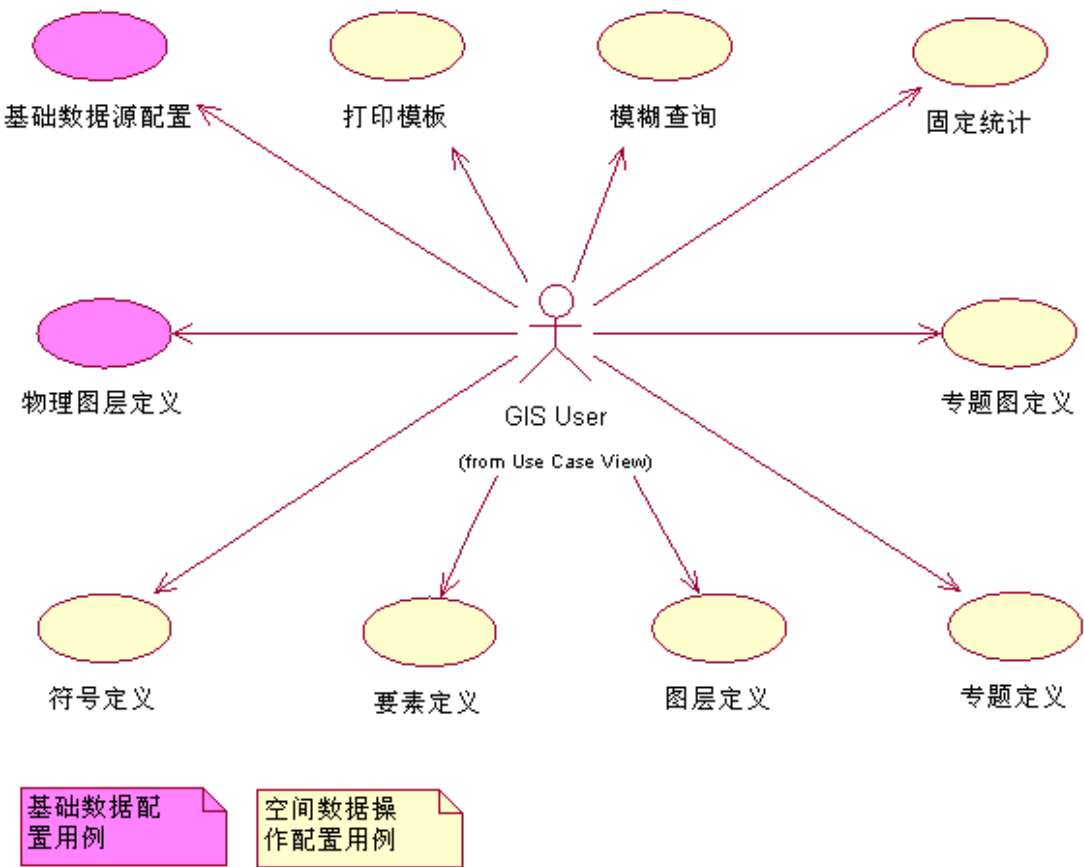 基础数据源配置
打印模板
模糊查询
固定统计
物理图层定义
GIS User
(from Use Case View)
专题图定义
符号定义
要素定义
图层定义
专题定义
基础数据配
置用例
空间数据操
作配置用例